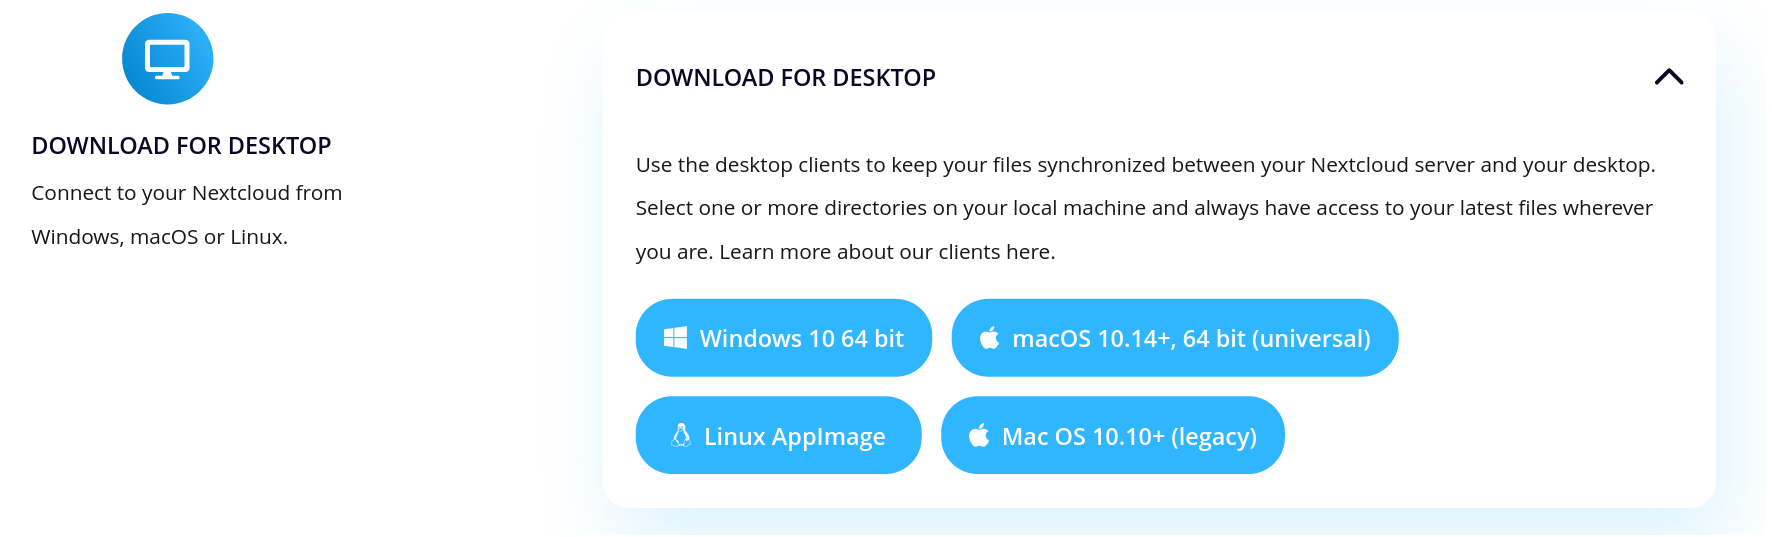 DOWNLOAD FOR DESKTOP
Connect to your Nextcloud from
Windows, macOS or Linux.
DOWNLOAD FOR DESKTOP
Use the desktop clients to keep your files synchronized between your Nextcloud server and your desktop.
Select one or more directories on your local machine and always have access to your latest files wherever
you are. Learn more about our clients here.
Windows 10 64 bit
macOS 10.14+, 64 bit (universal)
Linux AppImage
Mac OS 10.10+ (legacy)